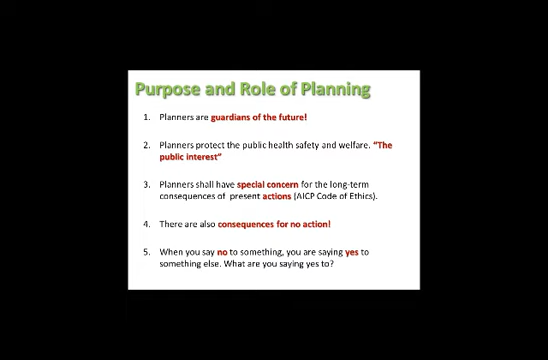 Purpose and Role of Planning
1. Planners are guardians of the future!
2. Planners protect the public health safety and welfare. “The
public interest”
3. Planners shall have special concern for the long-term
consequences of present actions (AICP Code of Ethics).
4. There are also consequences for no action!
5. When you say no to something, you are saying yes to
something else. What are you saying yes to?